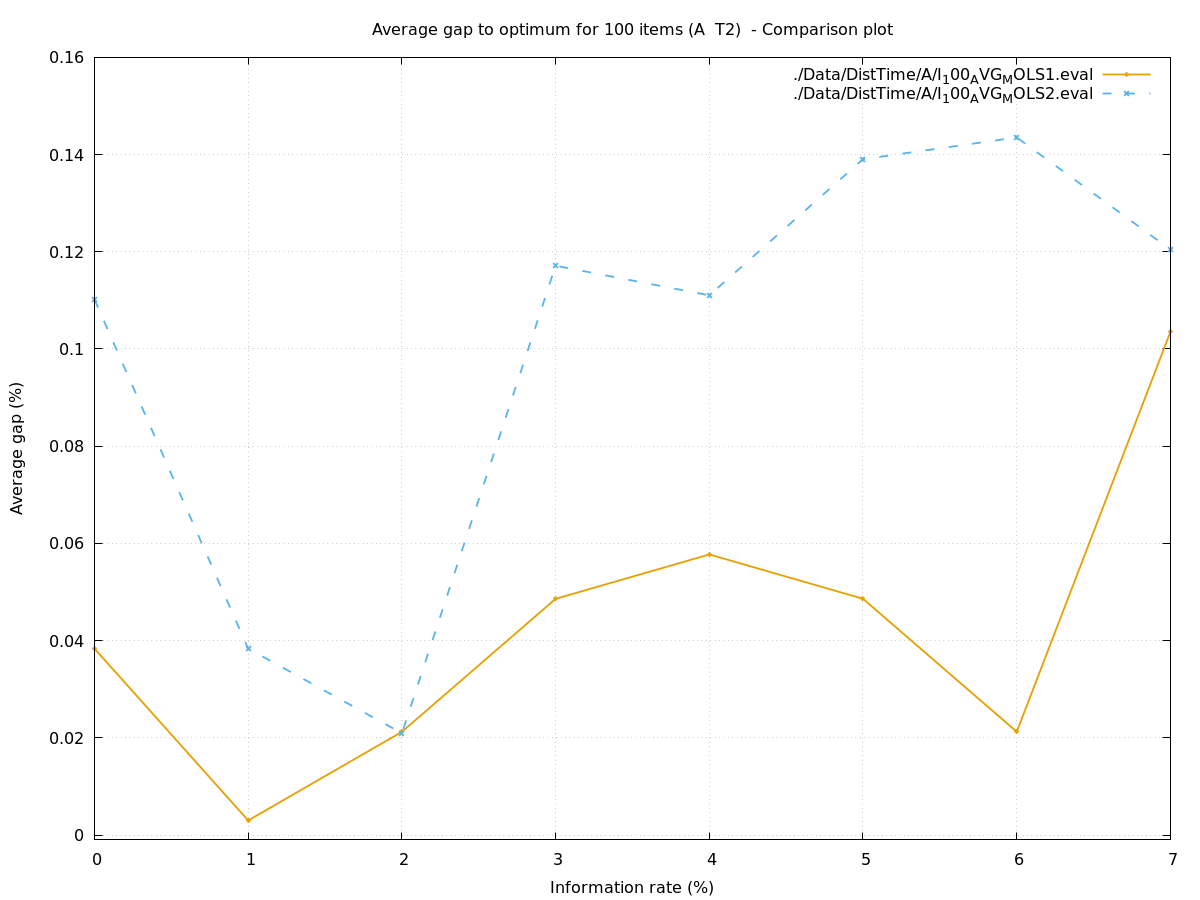 Average gap to optimum for 100 items (A  T2)  - Comparison plot
./Data/DistTime/A/I₁00_AVG_MOLS1.eval
./Data/DistTime/A/I₁00_AVG_MOLS2.eval
0.16
0.14
0.12
0.1
0.08
0.06
0.04
0.02
0
Average gap (%)
0 1 2 3 4 5 6 7
Information rate (%)